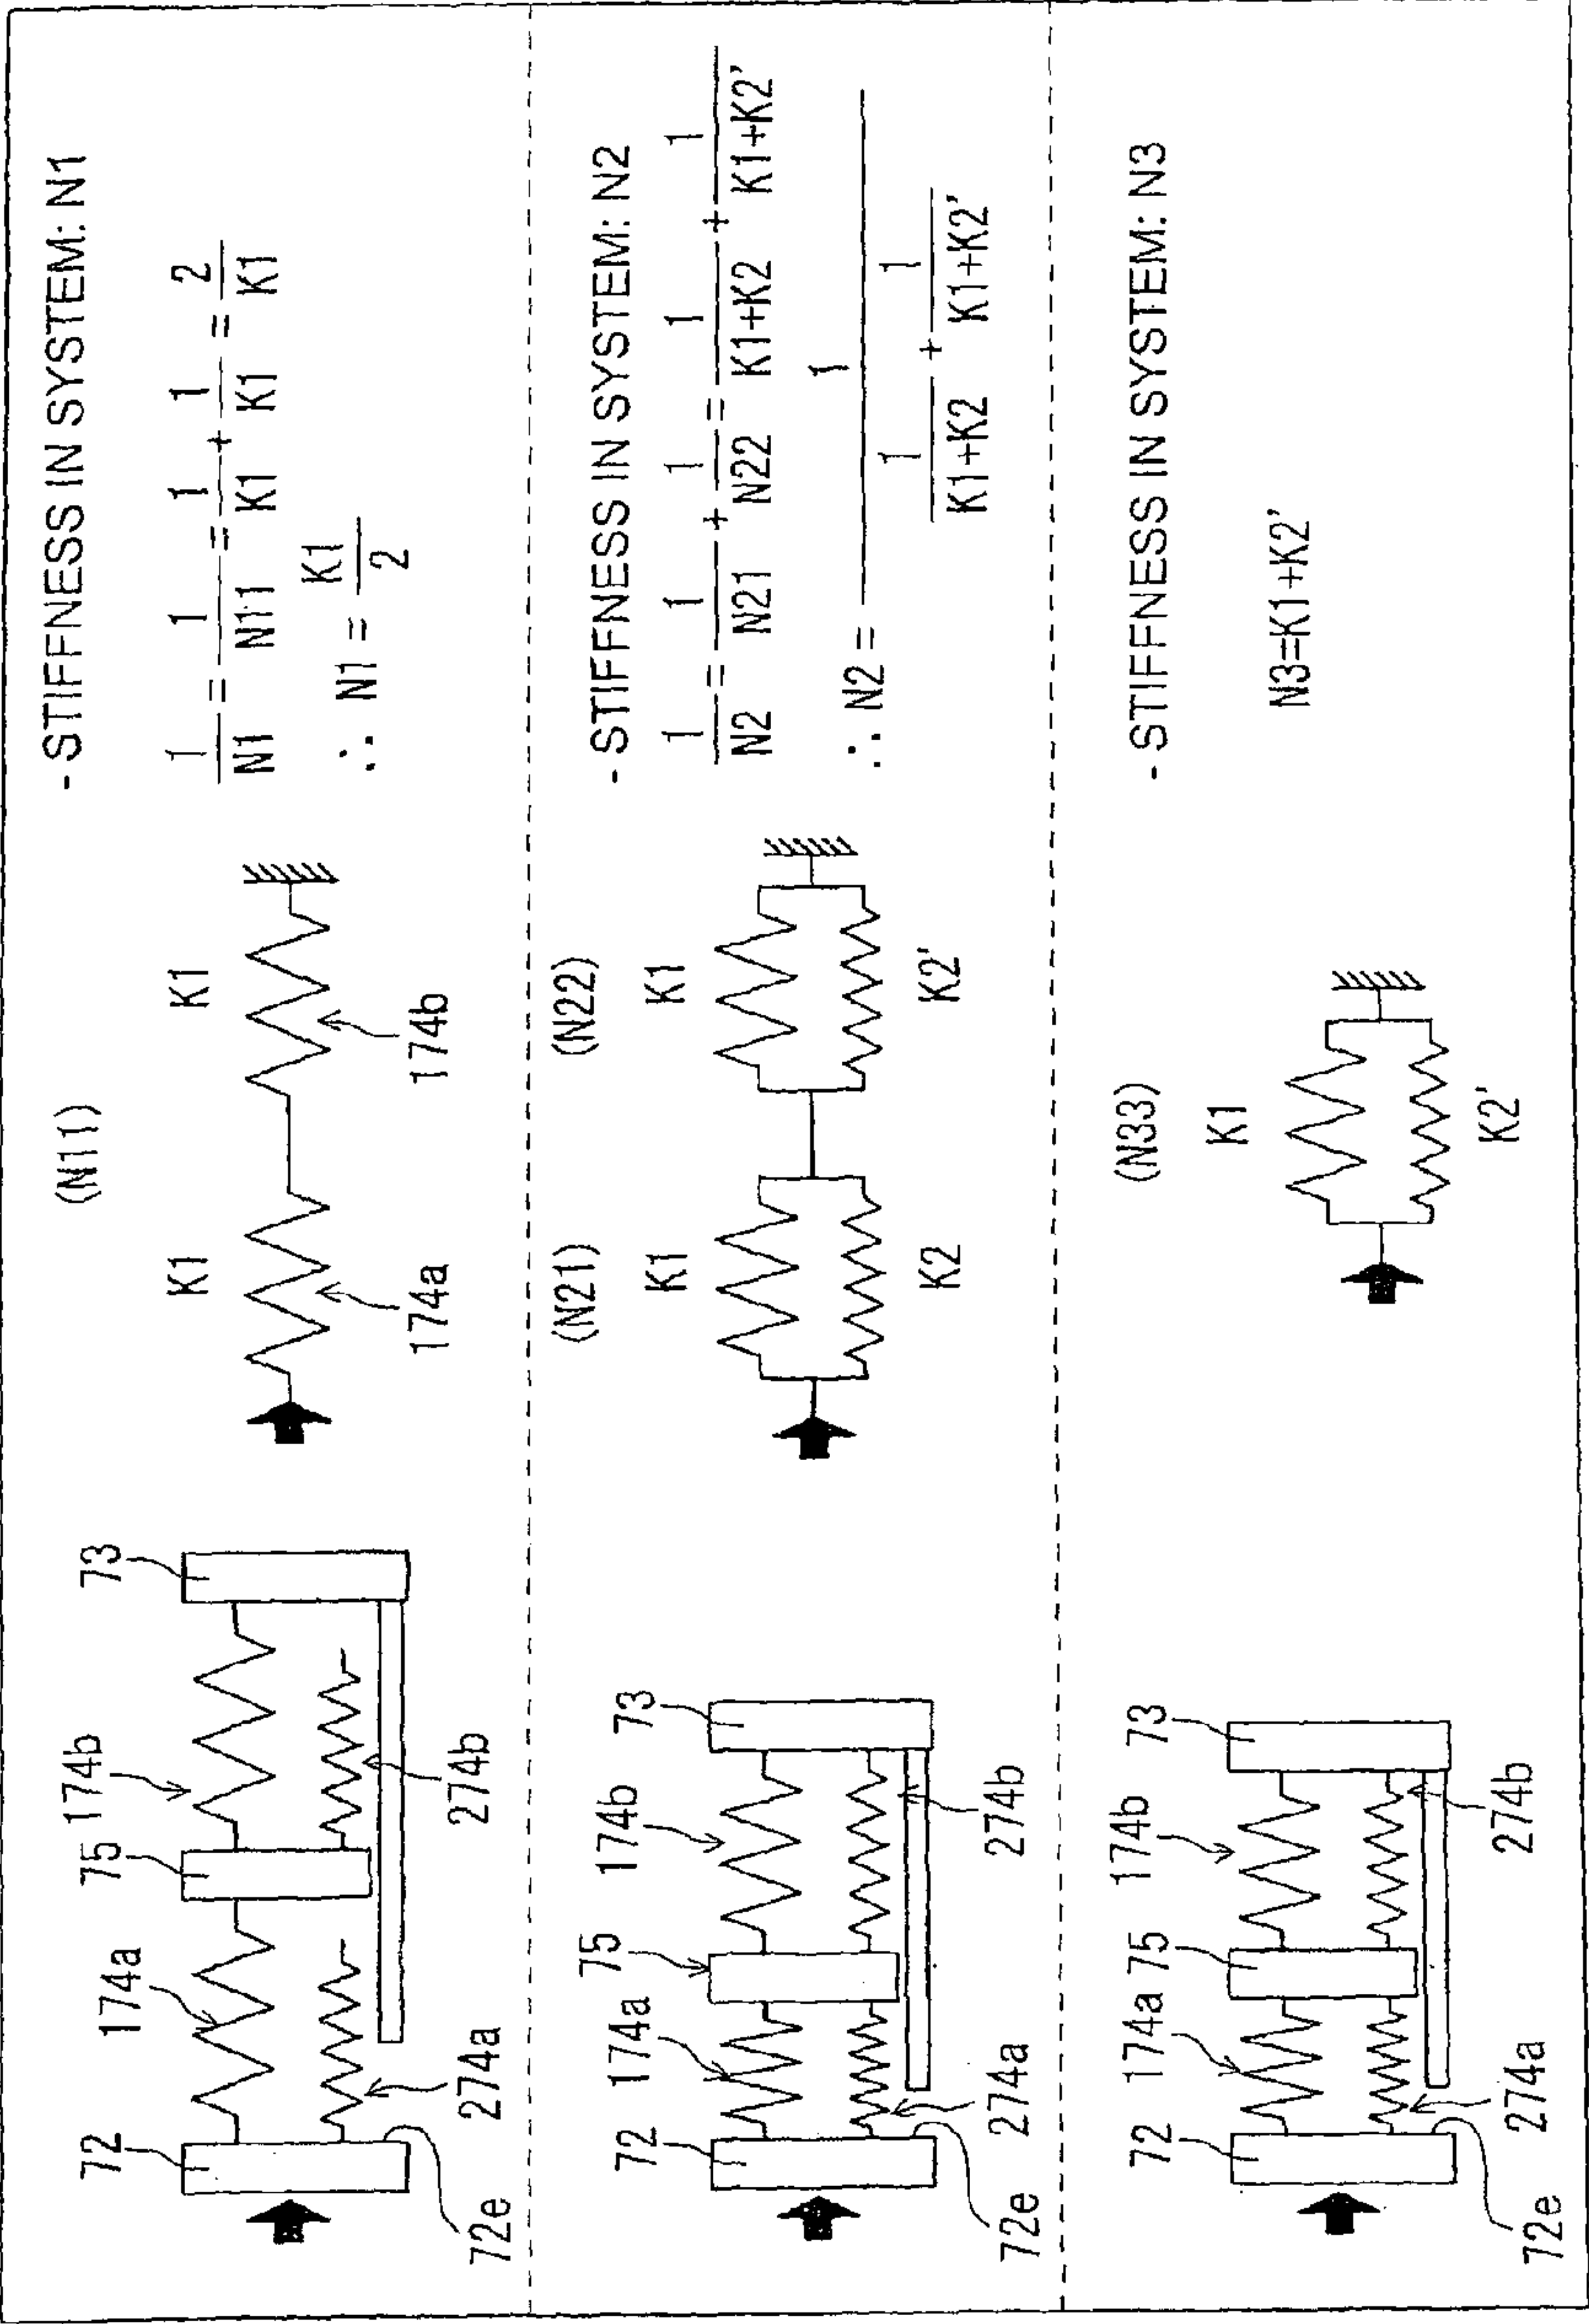 72
174a
75
174b
73
72e
274a
274b
(N11)
K1
K1
174a
174b
- STIFFNESS IN SYSTEM: N1
1/N1 = 1/N11 = 1/K1 + 1/K1 = 2/K1
∴ N1 = K1/2
72
174a
75
174b
73
72e
274a
274b
(N21)
(N22)
K1
K1
K2
K2'
- STIFFNESS IN SYSTEM: N2
1/N2 = 1/N21 + 1/N22 = 1/K1+K2 + 1/K1+K2'
∴ N2 = 1/(1/K1+K2 + 1/K1+K2')
72
174a
75
174b
73
72e
274a
274b
(N33)
K1
K2'
- STIFFNESS IN SYSTEM: N3
N3=K1+K2'